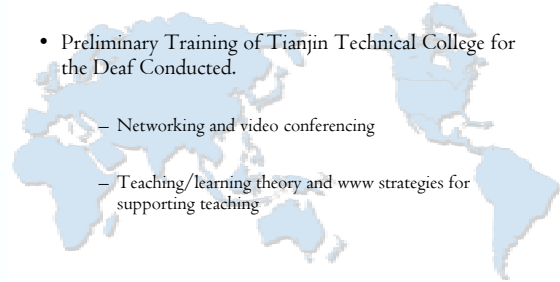 • Preliminary Training of Tianjin Technical College for
the Deaf Conducted.
– Networking and video conferencing
– Teaching/learning theory and www strategies for
supporting teaching